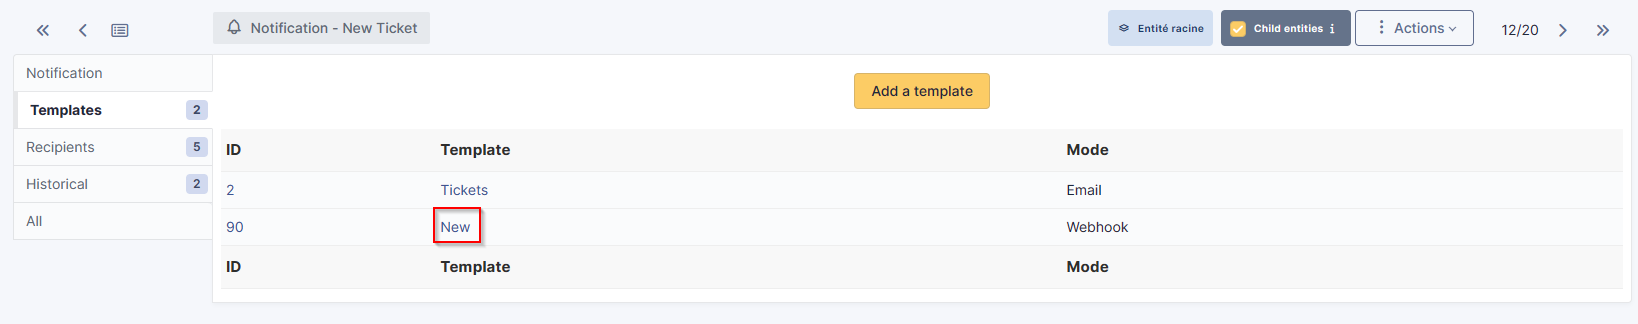 Notification - New Ticket
Entité racine
Child entities i
Actions
12/20
Notification
Templates 2
Recipients 5
Historical 2
All
Add a template
ID Template Mode
2 Tickets Email
90 New Webhook
ID Template Mode